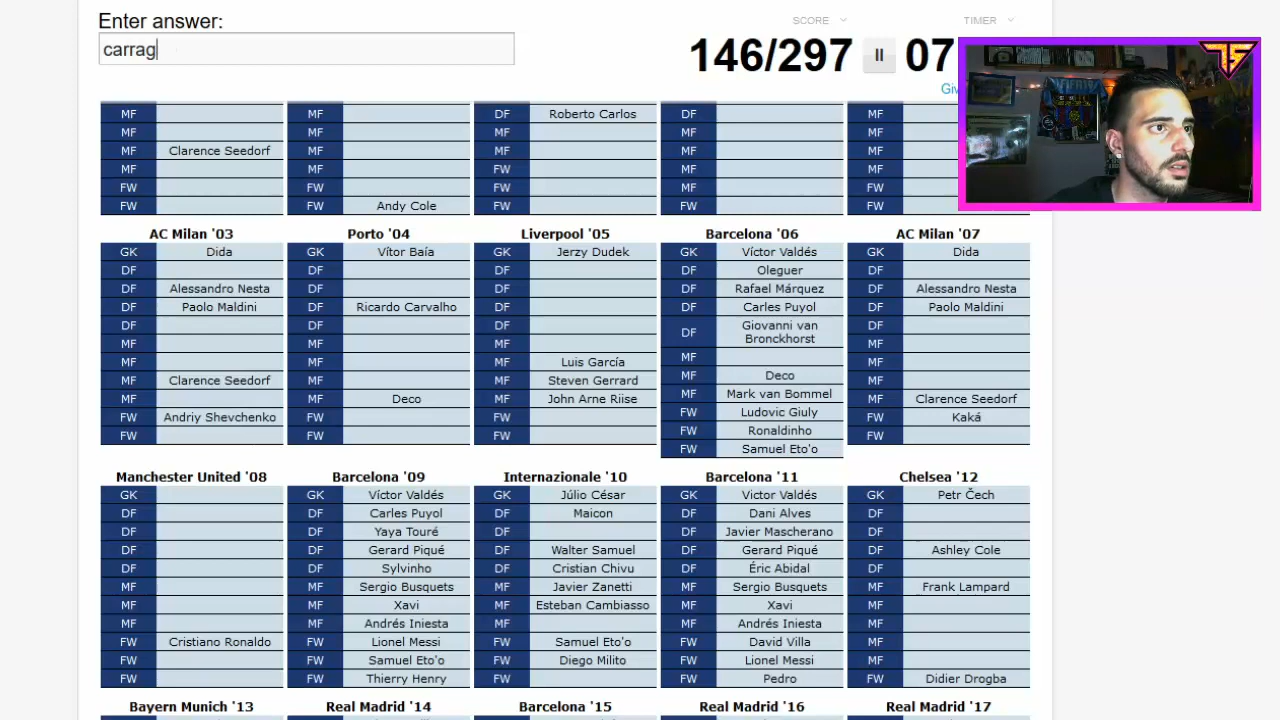 Enter answer:
SCORE
TIMER
carrag
146/297
07
Giv
MF
MF
MF Clarence Seedorf
MF
FW
FW
MF
MF
MF
MF
FW
FW Andy Cole
DF Roberto Carlos
MF
MF
MF
FW
FW
DF
MF
MF
MF
MF
MF
MF
MF
MF
MF
FW
FW
AC Milan '03
GK Dida
DF
DF Alessandro Nesta
DF Paolo Maldini
DF
MF
MF
MF Clarence Seedorf
MF
FW Andriy Shevchenko
FW
Porto '04
GK Vítor Baía
DF
DF
DF Ricardo Carvalho
DF
MF
MF
MF
MF Deco
FW
FW
Liverpool '05
GK Jerzy Dudek
DF
DF
DF
DF
MF
MF Luis García
MF Steven Gerrard
MF John Arne Riise
FW
FW
Barcelona '06
GK Víctor Valdés
DF Oleguer
DF Rafael Márquez
DF Carles Puyol
DF Giovanni van
Bronckhorst
MF
MF Deco
MF Mark van Bommel
FW Ludovic Giuly
FW Ronaldinho
FW Samuel Eto'o
AC Milan '07
GK Dida
DF
DF Alessandro Nesta
DF Paolo Maldini
DF
MF
MF
MF
MF Clarence Seedorf
FW Kaká
FW
Manchester United '08
GK
DF
DF
DF
DF
MF
MF
MF
FW Cristiano Ronaldo
FW
FW
Barcelona '09
GK Víctor Valdés
DF Carles Puyol
DF Yaya Touré
DF Gerard Piqué
DF Sylvinho
MF Sergio Busquets
MF Xavi
MF Andrés Iniesta
FW Lionel Messi
FW Samuel Eto'o
FW Thierry Henry
Internazionale '10
GK Júlio César
DF Maicon
DF
DF Walter Samuel
DF Cristian Chivu
MF Javier Zanetti
MF Esteban Cambiasso
MF
FW Samuel Eto'o
FW Diego Milito
FW
Barcelona '11
GK Victor Valdés
DF Dani Alves
DF Javier Mascherano
DF Gerard Piqué
DF Éric Abidal
MF Sergio Busquets
MF Xavi
MF Andrés Iniesta
FW David Villa
FW Lionel Messi
FW Pedro
Chelsea '12
GK Petr Čech
DF
DF
DF Ashley Cole
DF
MF Frank Lampard
MF
MF
MF
MF
FW Didier Drogba
Bayern Munich '13
Real Madrid '14
Barcelona '15
Real Madrid '16
Real Madrid '17